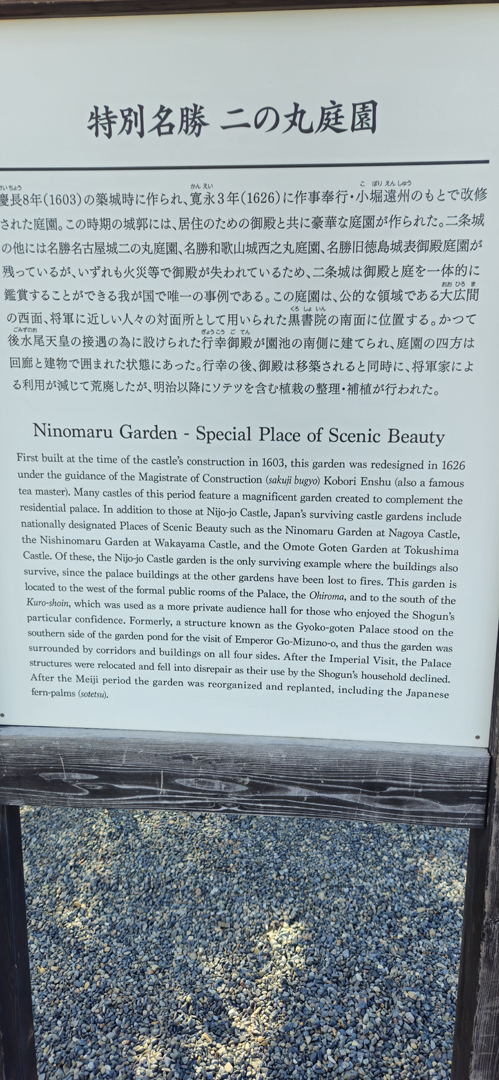 特別名勝 二の丸庭園
慶長8年(1603)の築城時に作られ、寛永3年(1626)に作事奉行・小堀遠州のもとで改修
された庭園。この時期の城郭には、居住のための御殿と共に豪華な庭園が作られた。二条城
の他には名勝名古屋城二の丸庭園、名勝和歌山城西之丸庭園、名勝旧徳島城表御殿庭園が
残っているが、いずれも火災等で御殿が失われているため、二条城は御殿と庭を一体的に
鑑賞することができる我が国で唯一の事例である。この庭園は、公的な領域である大広間
の西面、将軍に近しい人々の対面所として用いられた黒書院の南面に位置する。かつて
後水尾天皇の接遇の為に設けられた行幸御殿が園池の南側に建てられ、庭園の四方は
回廊と建物で囲まれた状態にあった。行幸の後、御殿は移築されると同時に、将軍家によ
る利用が減じて荒廃したが、明治以降にソテツを含む植栽の整理・補植が行われた。
Ninomaru Garden - Special Place of Scenic Beauty
First built at the time of the castle's construction in 1603, this garden was redesigned in 1626
under the guidance of the Magistrate of Construction (sakuji bugyo) Kobori Enshu (also a famous
tea master). Many castles of this period feature a magnificent garden created to complement the
residential palace. In addition to those at Nijo-jo Castle, Japan's surviving castle gardens include
nationally designated Places of Scenic Beauty such as the Ninomaru Garden at Nagoya Castle,
the Nishinomaru Garden at Wakayama Castle, and the Omote Goten Garden at Tokushima
Castle. Of these, the Nijo-jo Castle garden is the only surviving example where the buildings also
survive, since the palace buildings at the other gardens have been lost to fires. This garden is
located to the west of the formal public rooms of the Palace, the Ohiroma, and to the south of the
Kuro-shoin, which was used as a more private audience hall for those who enjoyed the Shogun's
particular confidence. Formerly, a structure known as the Gyoko-goten Palace stood on the
southern side of the garden pond for the visit of Emperor Go-Mizuno-o, and thus the garden was
surrounded by corridors and buildings on all four sides. After the Imperial Visit, the Palace
structures were relocated and fell into disrepair as their use by the Shogun's household declined.
After the Meiji period the garden was reorganized and replanted, including the Japanese
fern-palms (sotetsu).